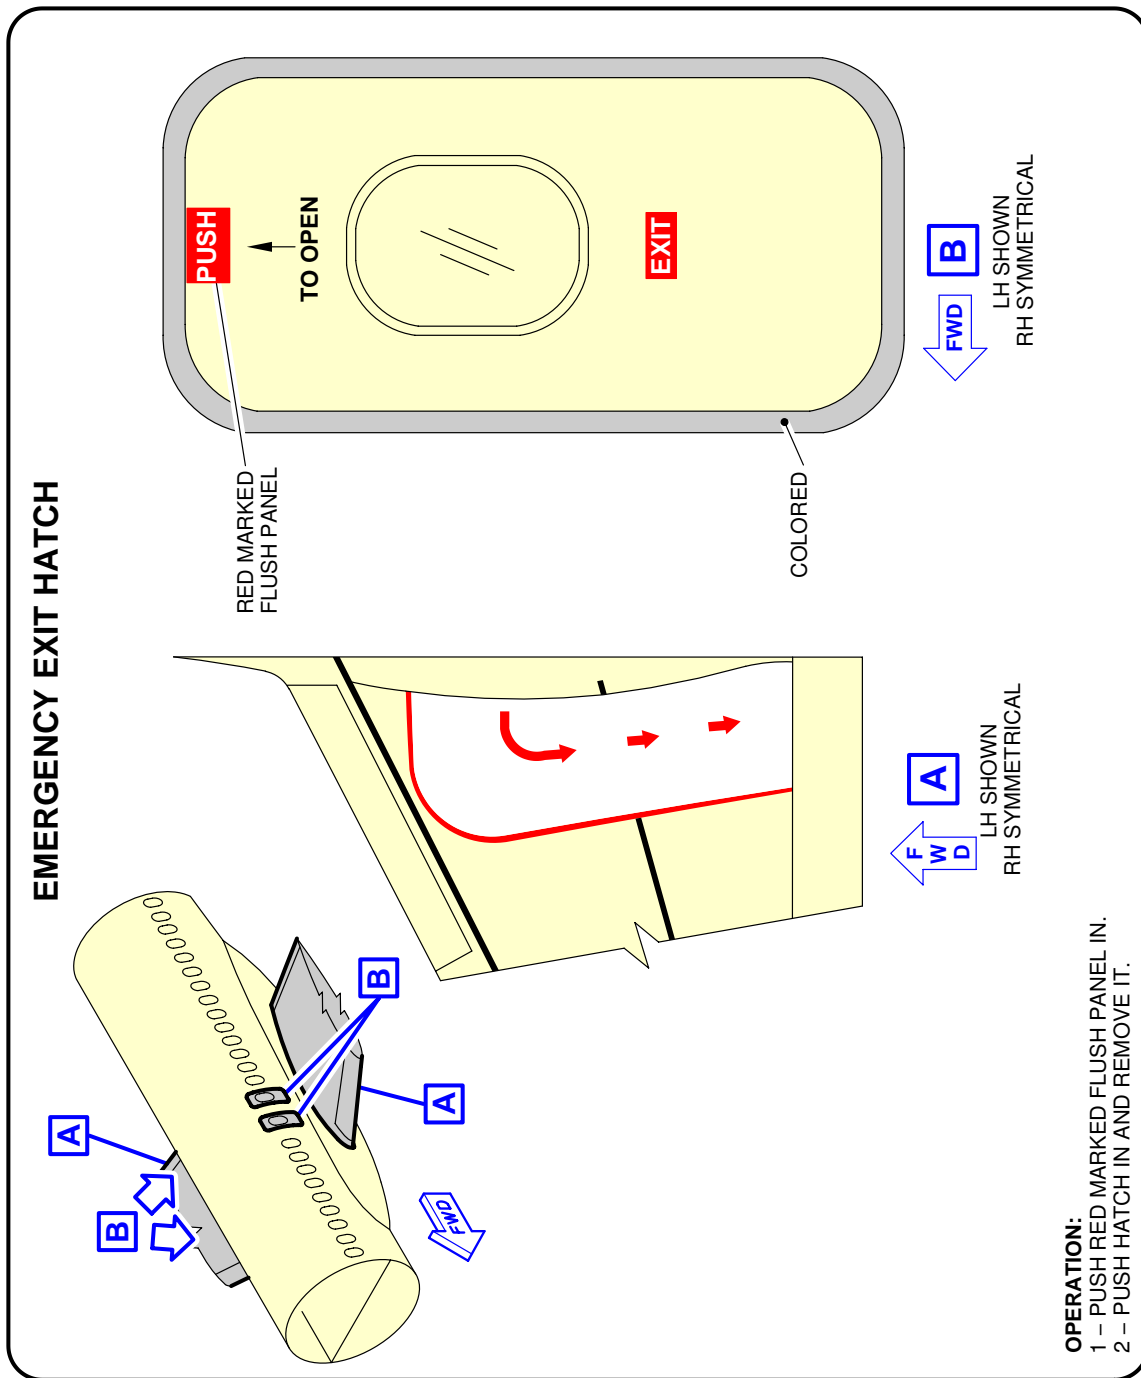 EMERGENCY EXIT HATCH
A
B
B
A
FWD
F
W
D
A
LH SHOWN
RH SYMMETRICAL
RED MARKED
FLUSH PANEL
PUSH
TO OPEN
EXIT
COLORED
FWD
B
LH SHOWN
RH SYMMETRICAL
OPERATION:
1 – PUSH RED MARKED FLUSH PANEL IN.
2 – PUSH HATCH IN AND REMOVE IT.